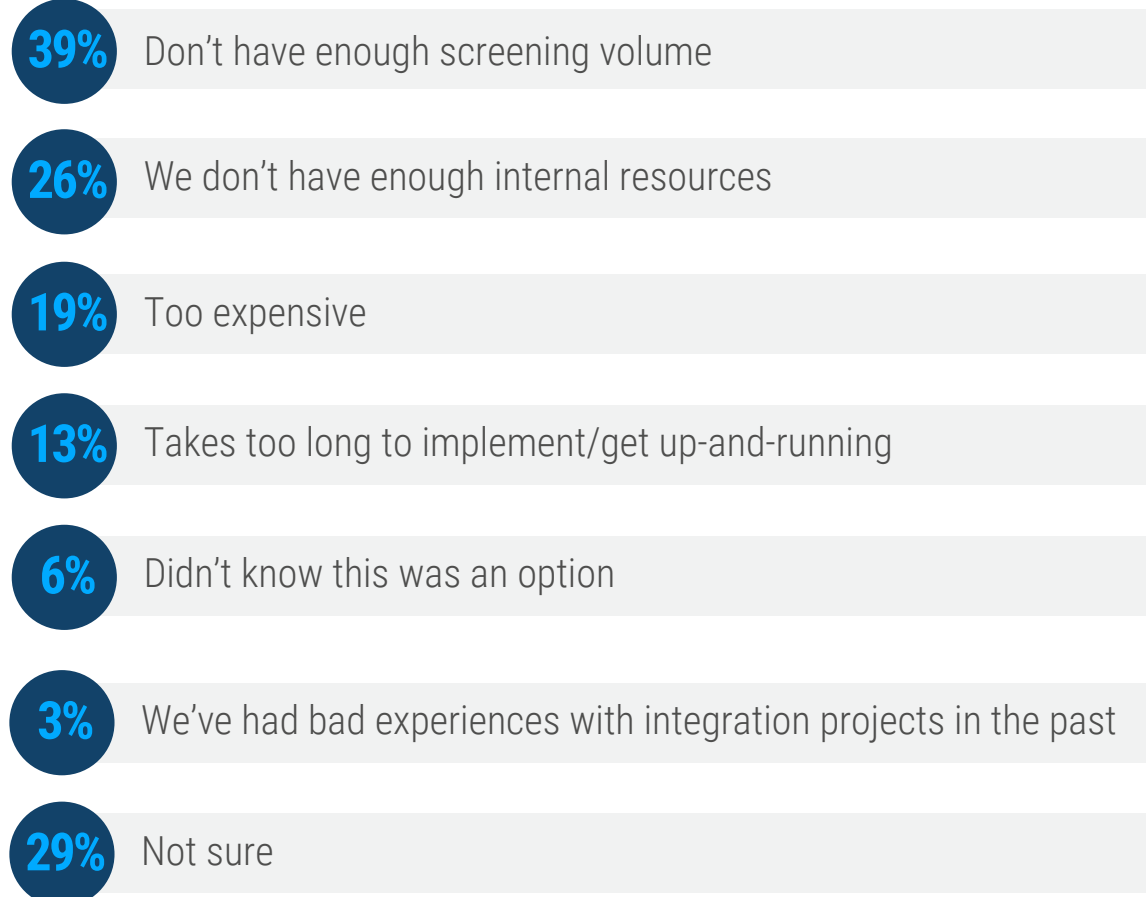 39% Don’t have enough screening volume
26% We don’t have enough internal resources
19% Too expensive
13% Takes too long to implement/get up-and-running
6% Didn’t know this was an option
3% We’ve had bad experiences with integration projects in the past
29% Not sure